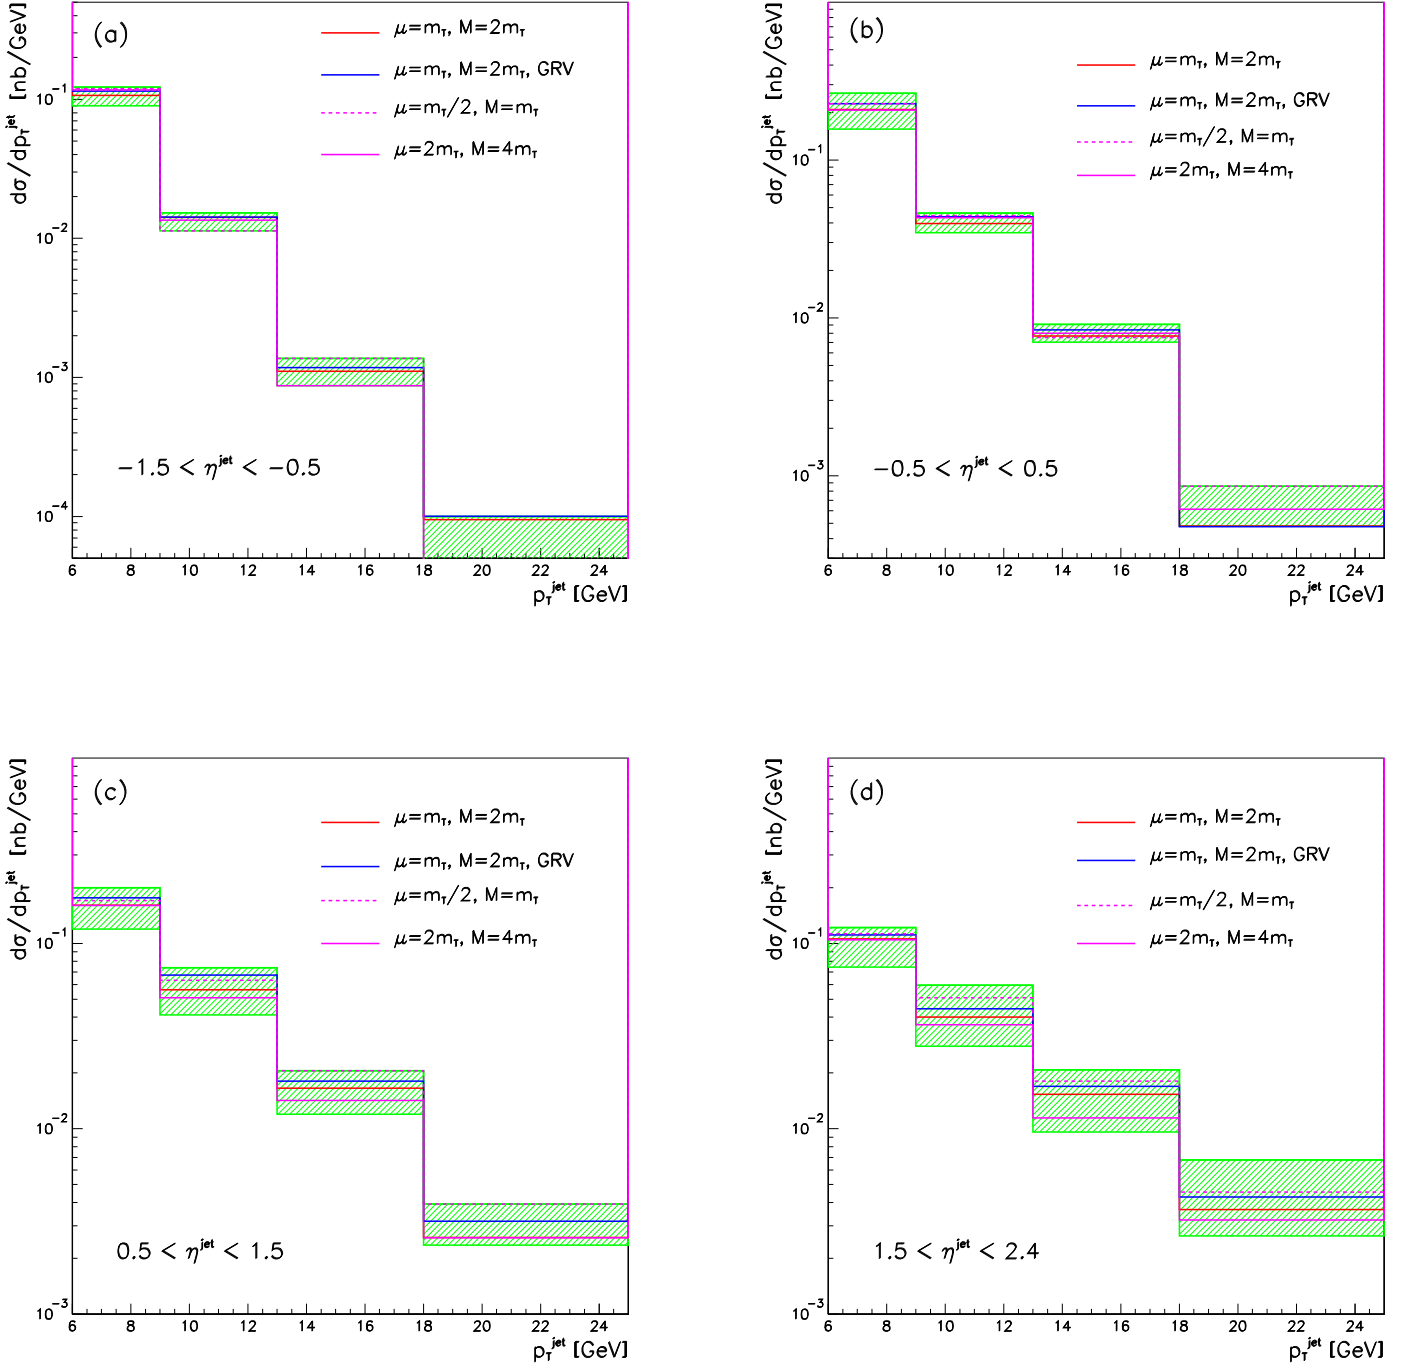 (a)
μ=m_T, M=2m_T
μ=m_T, M=2m_T, GRV
μ=m_T/2, M=m_T
μ=2m_T, M=4m_T
dσ/dp_T^jet [nb/GeV]
10^-1
10^-2
10^-3
10^-4
−1.5 < η^jet < −0.5
6 8 10 12 14 16 18 20 22 24
p_T^jet [GeV]
(b)
μ=m_T, M=2m_T
μ=m_T, M=2m_T, GRV
μ=m_T/2, M=m_T
μ=2m_T, M=4m_T
dσ/dp_T^jet [nb/GeV]
10^-1
10^-2
10^-3
−0.5 < η^jet < 0.5
6 8 10 12 14 16 18 20 22 24
p_T^jet [GeV]
(c)
μ=m_T, M=2m_T
μ=m_T, M=2m_T, GRV
μ=m_T/2, M=m_T
μ=2m_T, M=4m_T
dσ/dp_T^jet [nb/GeV]
10^-1
10^-2
10^-3
0.5 < η^jet < 1.5
6 8 10 12 14 16 18 20 22 24
p_T^jet [GeV]
(d)
μ=m_T, M=2m_T
μ=m_T, M=2m_T, GRV
μ=m_T/2, M=m_T
μ=2m_T, M=4m_T
dσ/dp_T^jet [nb/GeV]
10^-1
10^-2
10^-3
1.5 < η^jet < 2.4
6 8 10 12 14 16 18 20 22 24
p_T^jet [GeV]